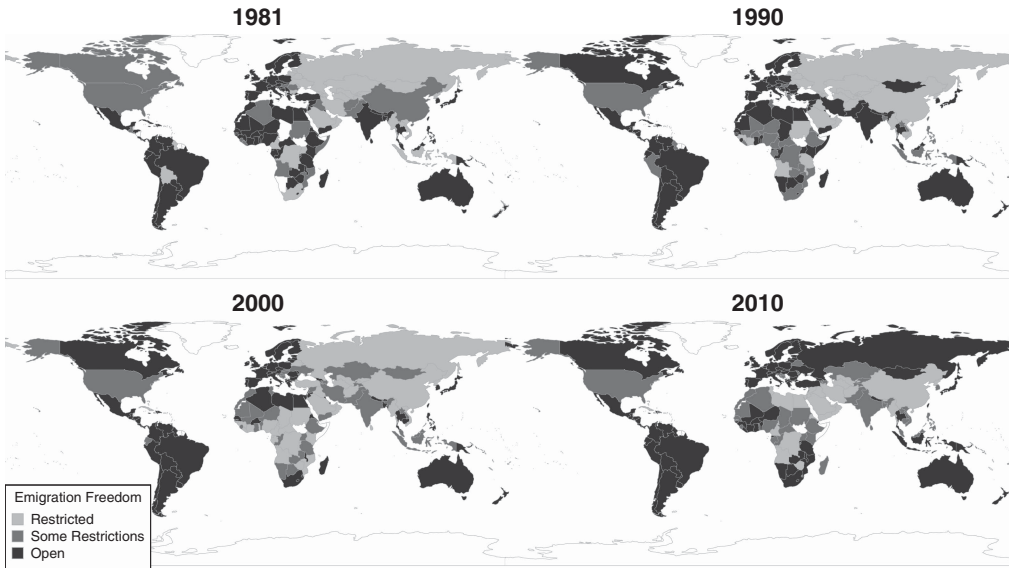 1981
1990
2000
2010
Emigration Freedom
Restricted
Some Restrictions
Open